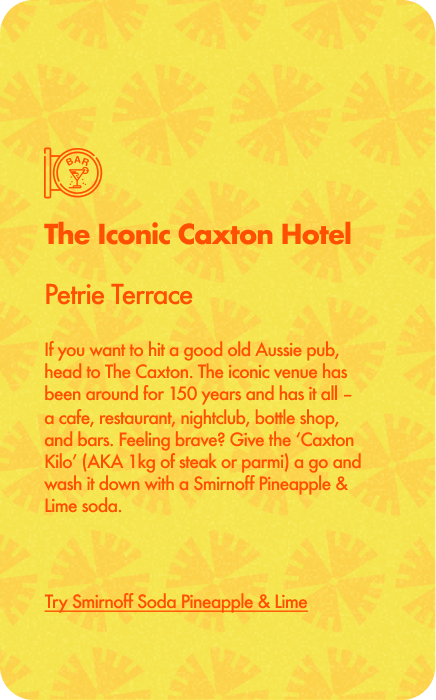 BAR
The Iconic Caxton Hotel
Petrie Terrace
If you want to hit a good old Aussie pub,
head to The Caxton. The iconic venue has
been around for 150 years and has it all –
a cafe, restaurant, nightclub, bottle shop,
and bars. Feeling brave? Give the ‘Caxton
Kilo’ (AKA 1kg of steak or parmi) a go and
wash it down with a Smirnoff Pineapple &
Lime soda.
Try Smirnoff Soda Pineapple & Lime